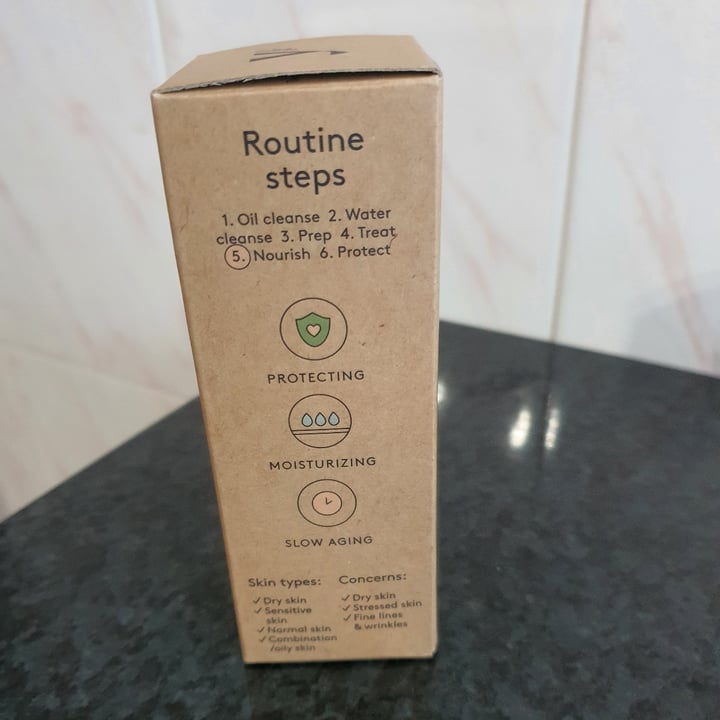 Routine
steps
1. Oil cleanse 2. Water
cleanse 3. Prep 4. Treat
5. Nourish 6. Protect
PROTECTING
MOISTURIZING
SLOW AGING
Skin types:
✓ Dry skin
✓ Sensitive
skin
✓ Normal skin
✓ Combination
/oily skin
Concerns:
✓ Dry skin
✓ Stressed skin
✓ Fine lines
& wrinkles